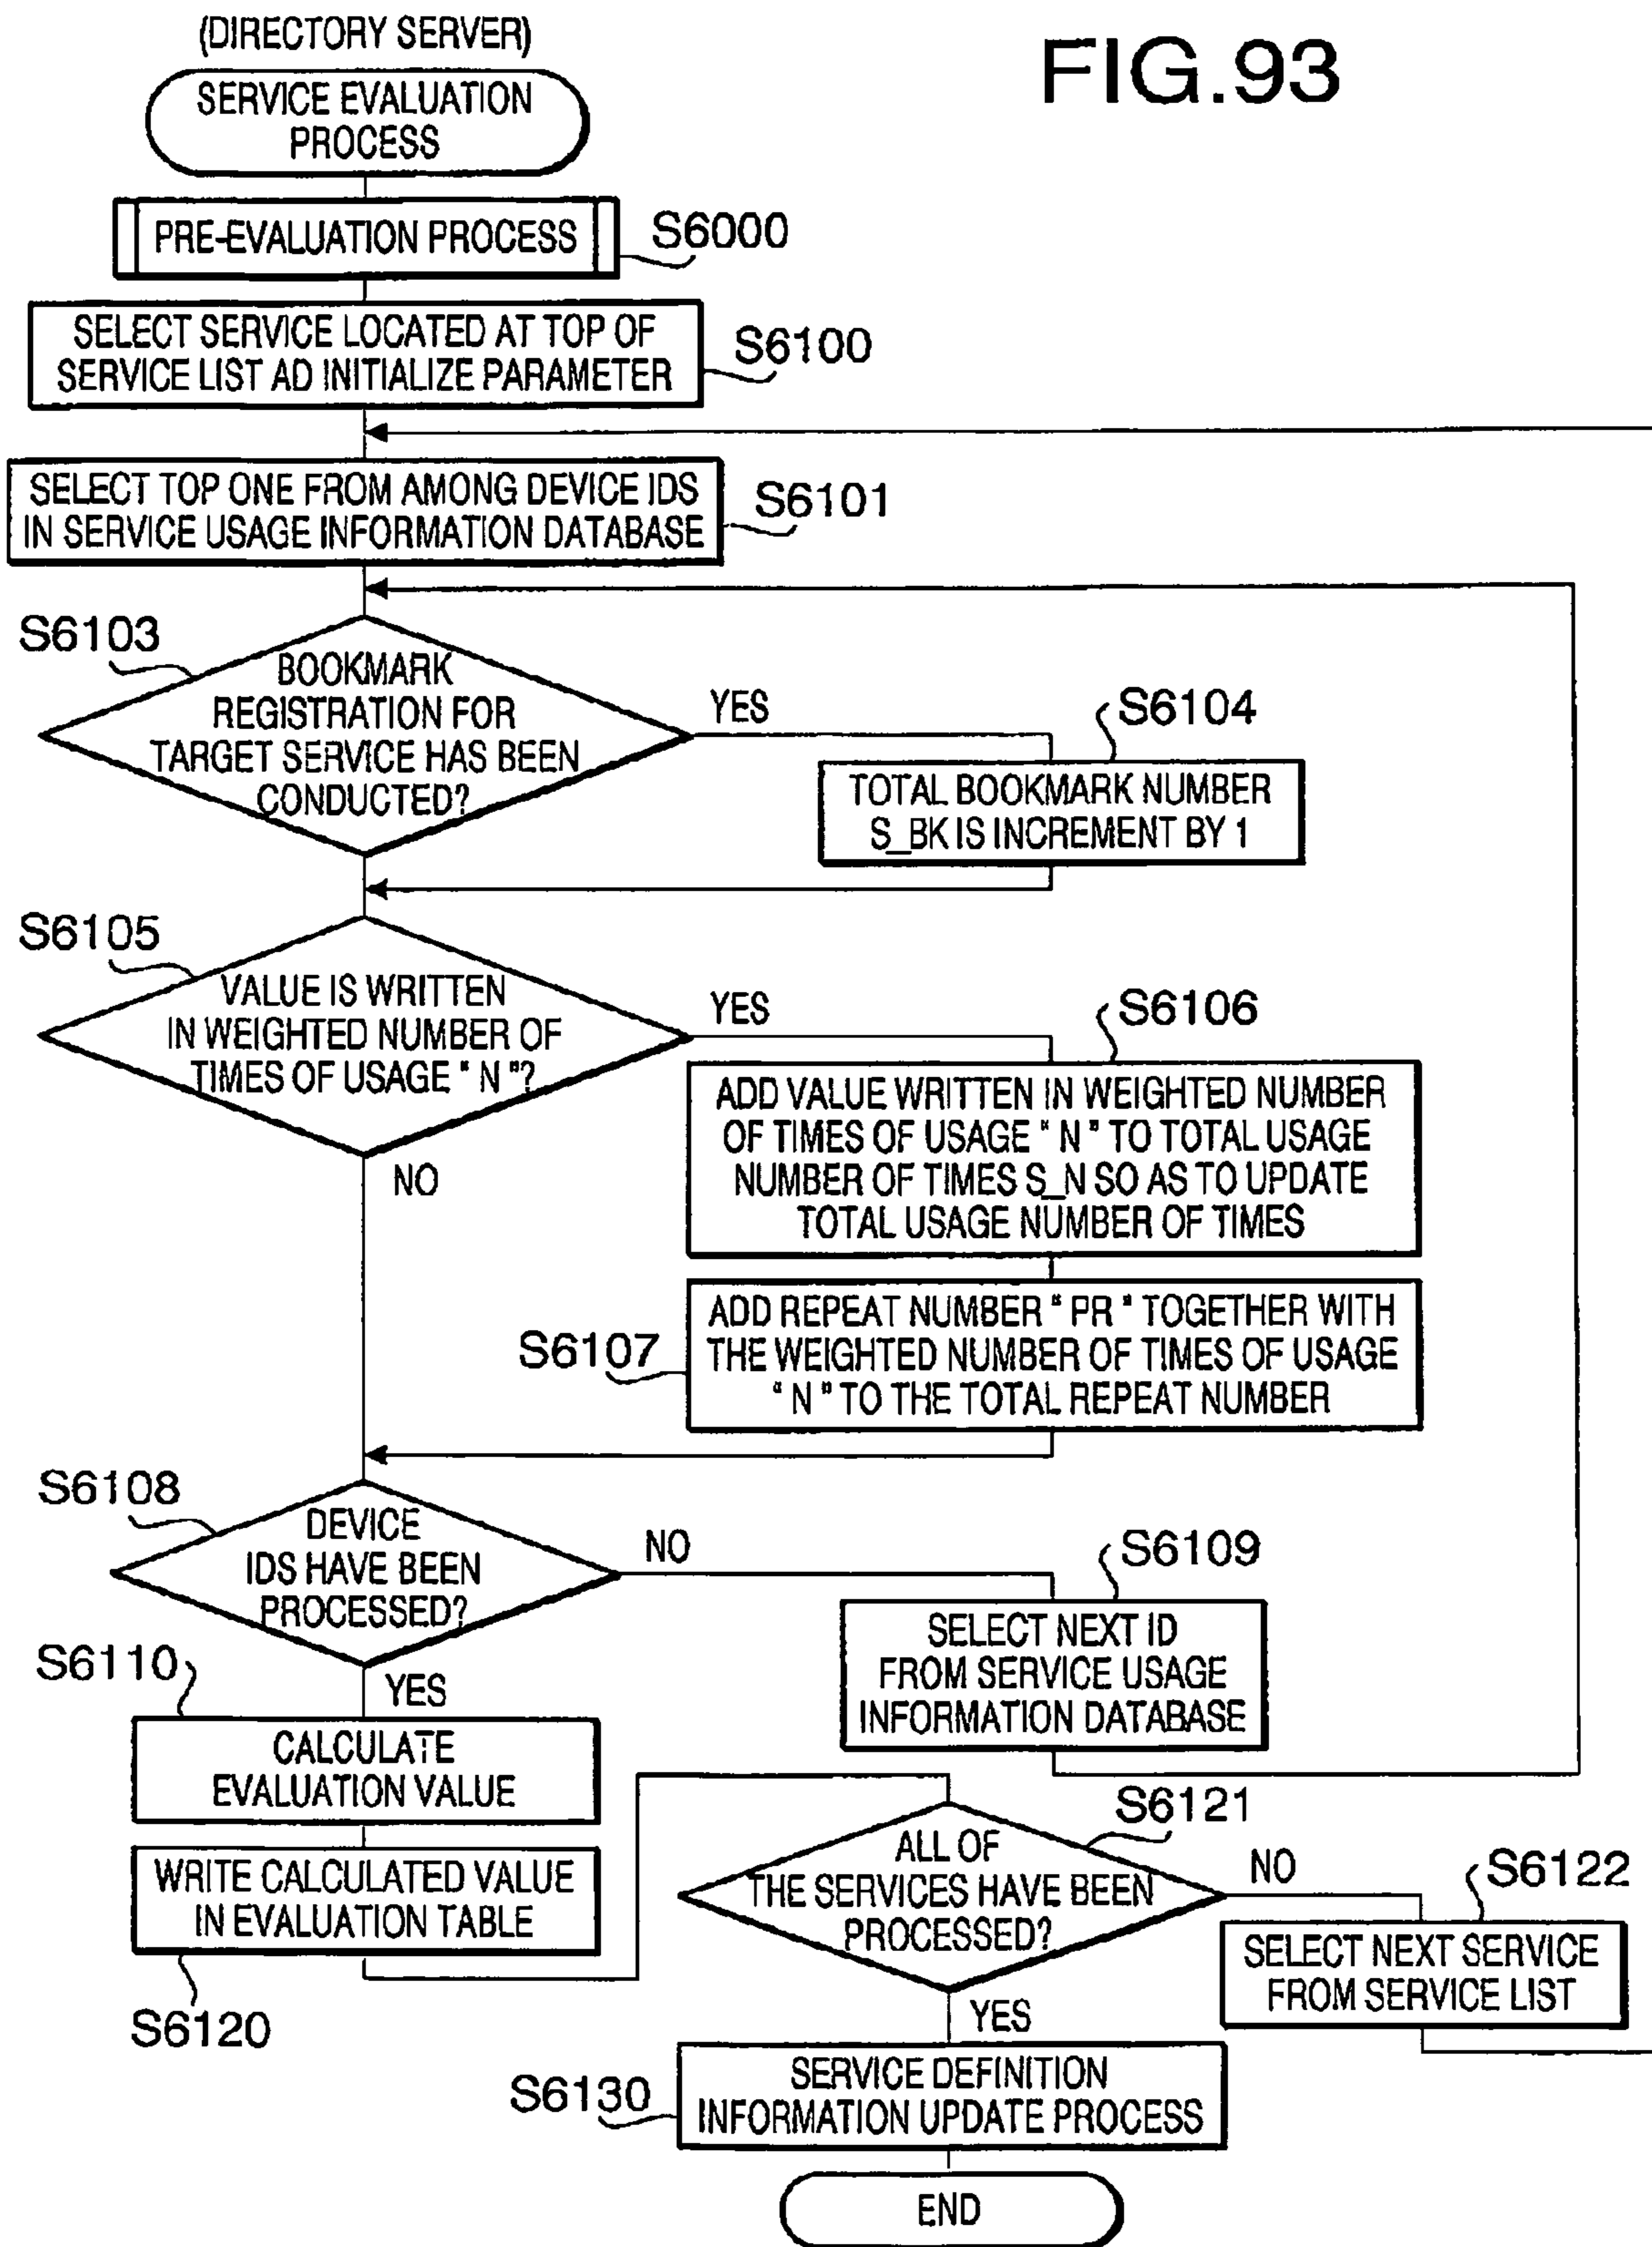 (DIRECTORY SERVER)
FIG.93
SERVICE EVALUATION
PROCESS
PRE-EVALUATION PROCESS
S6000
SELECT SERVICE LOCATED AT TOP OF
SERVICE LIST AD INITIALIZE PARAMETER
S6100
SELECT TOP ONE FROM AMONG DEVICE IDS
IN SERVICE USAGE INFORMATION DATABASE
S6101
S6103
BOOKMARK
REGISTRATION FOR
TARGET SERVICE HAS BEEN
CONDUCTED?
YES
S6104
TOTAL BOOKMARK NUMBER
S_BK IS INCREMENT BY 1
S6105
VALUE IS WRITTEN
IN WEIGHTED NUMBER OF
TIMES OF USAGE "N"?
YES
NO
S6106
ADD VALUE WRITTEN IN WEIGHTED NUMBER
OF TIMES OF USAGE "N" TO TOTAL USAGE
NUMBER OF TIMES S_N SO AS TO UPDATE
TOTAL USAGE NUMBER OF TIMES
S6107
ADD REPEAT NUMBER "PR" TOGETHER WITH
THE WEIGHTED NUMBER OF TIMES OF USAGE
"N" TO THE TOTAL REPEAT NUMBER
S6108
DEVICE
IDS HAVE BEEN
PROCESSED?
NO
YES
S6109
SELECT NEXT ID
FROM SERVICE USAGE
INFORMATION DATABASE
S6110
CALCULATE
EVALUATION VALUE
WRITE CALCULATED VALUE
IN EVALUATION TABLE
S6120
S6121
ALL OF
THE SERVICES HAVE BEEN
PROCESSED?
NO
YES
S6122
SELECT NEXT SERVICE
FROM SERVICE LIST
S6130
SERVICE DEFINITION
INFORMATION UPDATE PROCESS
END